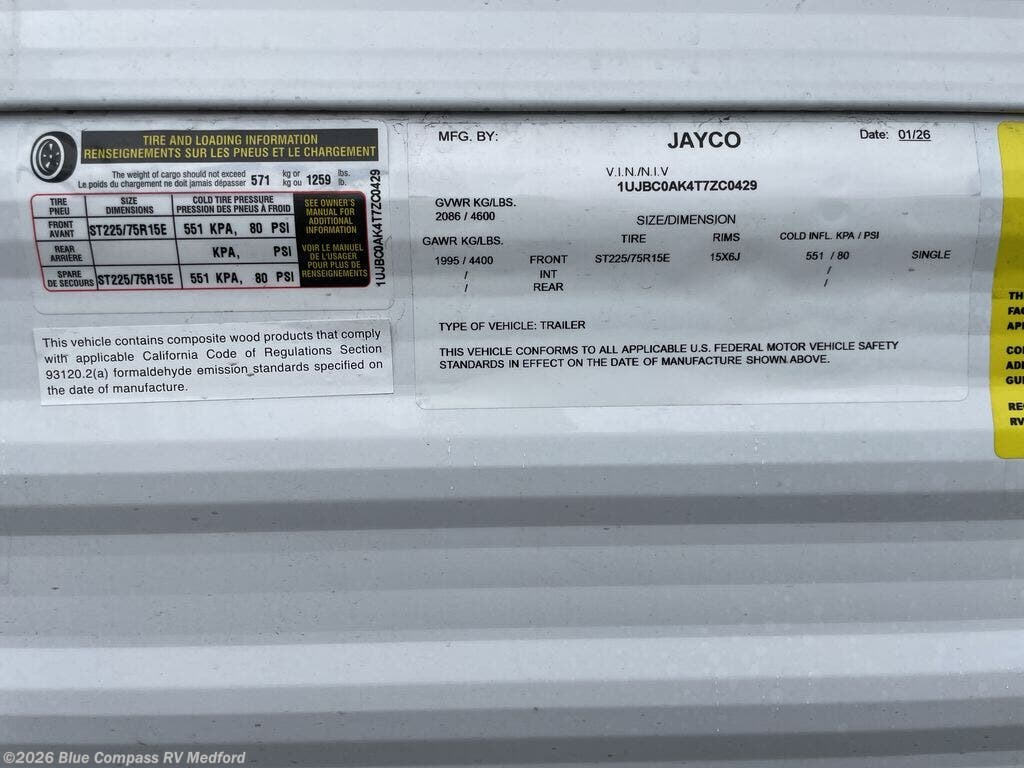 TIRE AND LOADING INFORMATION
RENSEIGNEMENTS SUR LES PNEUS ET LE CHARGEMENT
The weight of cargo should not exceed 571 kg or 1259 lbs.
Le poids du chargement ne doit jamais dépasser kg ou lb.
TIRE PNEU SIZE DIMENSIONS COLD TIRE PRESSURE PRESSION DES PNEUS À FROID
FRONT AVANT ST225/75R15E 551 KPA, 80 PSI
REAR ARRIÈRE KPA, PSI
SPARE DE SECOURS ST225/75R15E 551 KPA, 80 PSI
SEE OWNER'S
MANUAL FOR
ADDITIONAL
INFORMATION
VOIR LE MANUEL
DE L'USAGER
POUR PLUS DE
RENSEIGNEMENTS
1UJBC0AK4T7ZC0429
This vehicle contains composite wood products that comply
with applicable California Code of Regulations Section
93120.2(a) formaldehyde emission standards specified on
the date of manufacture.
MFG. BY: JAYCO Date: 01/26
V.I.N./N.I.V
1UJBC0AK4T7ZC0429
GVWR KG/LBS.
2086 / 4600
SIZE/DIMENSION
GAWR KG/LBS. TIRE RIMS COLD INFL. KPA / PSI
1995 / 4400 FRONT ST225/75R15E 15X6J 551 / 80 SINGLE
/ INT /
/ REAR /
TYPE OF VEHICLE: TRAILER
THIS VEHICLE CONFORMS TO ALL APPLICABLE U.S. FEDERAL MOTOR VEHICLE SAFETY
STANDARDS IN EFFECT ON THE DATE OF MANUFACTURE SHOWN ABOVE.
TH
FA
AP
CO
AD
GU
RE
RV
©2026 Blue Compass RV Medford